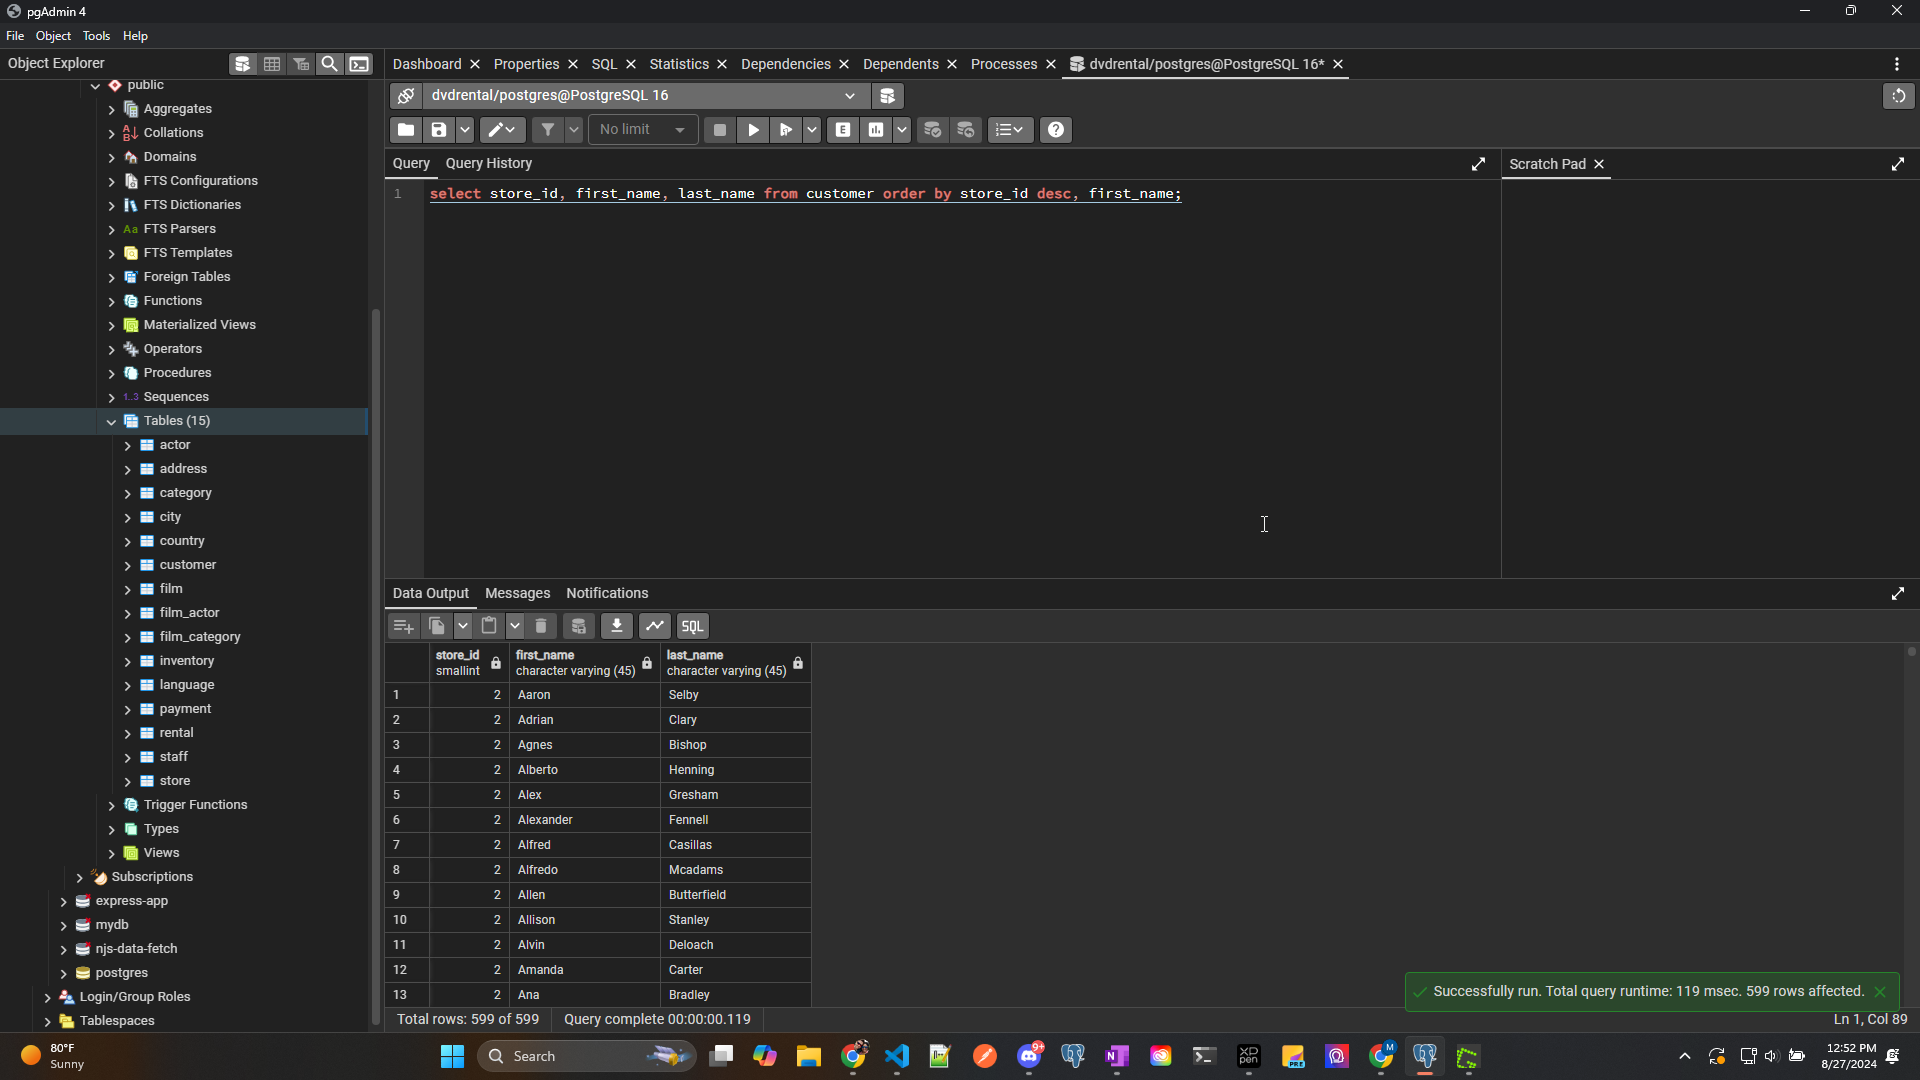 pgAdmin 4
File Object Tools Help
Object Explorer
Dashboard Properties SQL Statistics Dependencies Dependents Processes dvdrental/postgres@PostgreSQL 16*
public
Aggregates
Collations
Domains
FTS Configurations
FTS Dictionaries
Aa FTS Parsers
FTS Templates
Foreign Tables
Functions
Materialized Views
Operators
Procedures
1..3 Sequences
Tables (15)
actor
address
category
city
country
customer
film
film_actor
film_category
inventory
language
payment
rental
staff
store
Trigger Functions
Types
Views
Subscriptions
express-app
mydb
njs-data-fetch
postgres
Login/Group Roles
Tablespaces
dvdrental/postgres@PostgreSQL 16
No limit
E
Query Query History
Scratch Pad
1 select store_id, first_name, last_name from customer order by store_id desc, first_name;
Data Output Messages Notifications
SQL
store_id first_name last_name
smallint character varying (45) character varying (45)
1 2 Aaron Selby
2 2 Adrian Clary
3 2 Agnes Bishop
4 2 Alberto Henning
5 2 Alex Gresham
6 2 Alexander Fennell
7 2 Alfred Casillas
8 2 Alfredo Mcadams
9 2 Allen Butterfield
10 2 Allison Stanley
11 2 Alvin Deloach
12 2 Amanda Carter
13 2 Ana Bradley
Successfully run. Total query runtime: 119 msec. 599 rows affected.
Total rows: 599 of 599 Query complete 00:00:00.119 Ln 1, Col 89
80°F
Sunny
Search
9+
XP
PEN
PRE
M
12:52 PM
8/27/2024